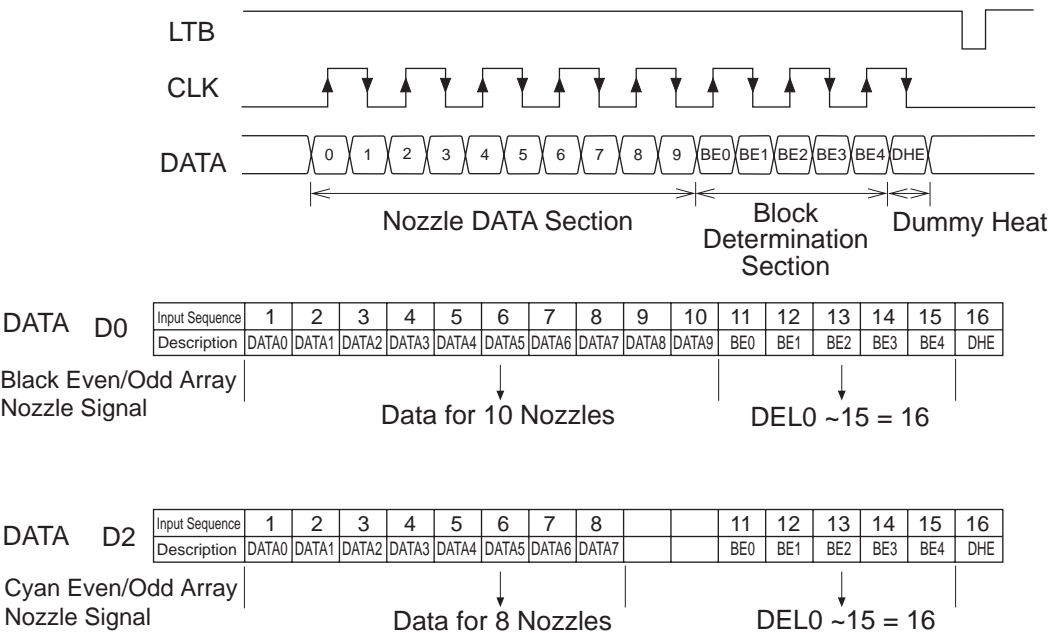 LTB
CLK
DATA 0 1 2 3 4 5 6 7 8 9 BE0 BE1 BE2 BE3 BE4 DHE
Nozzle DATA Section
Block
Determination
Section
Dummy Heat
DATA D0
Input Sequence 1 2 3 4 5 6 7 8 9 10 11 12 13 14 15 16
Description DATA0 DATA1 DATA2 DATA3 DATA4 DATA5 DATA6 DATA7 DATA8 DATA9 BE0 BE1 BE2 BE3 BE4 DHE
Black Even/Odd Array
Nozzle Signal
Data for 10 Nozzles
DEL0 ~15 = 16
DATA D2
Input Sequence 1 2 3 4 5 6 7 8 11 12 13 14 15 16
Description DATA0 DATA1 DATA2 DATA3 DATA4 DATA5 DATA6 DATA7 BE0 BE1 BE2 BE3 BE4 DHE
Cyan Even/Odd Array
Nozzle Signal
Data for 8 Nozzles
DEL0 ~15 = 16